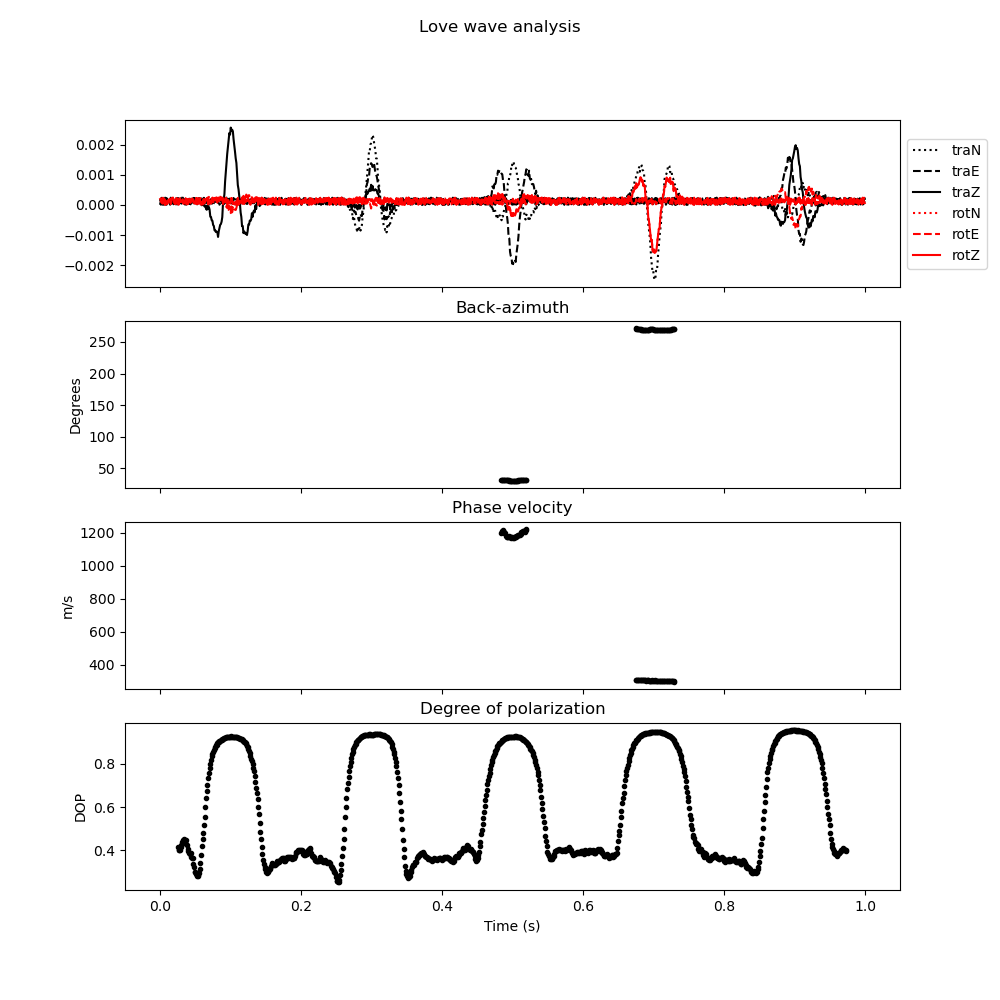 Love wave analysis
0.002
0.001
0.000
−0.001
−0.002
traN
traE
traZ
rotN
rotE
rotZ
Back-azimuth
250
200
150
100
50
Degrees
Phase velocity
1200
1000
800
600
400
m/s
Degree of polarization
0.8
0.6
0.4
DOP
0.0 0.2 0.4 0.6 0.8 1.0
Time (s)